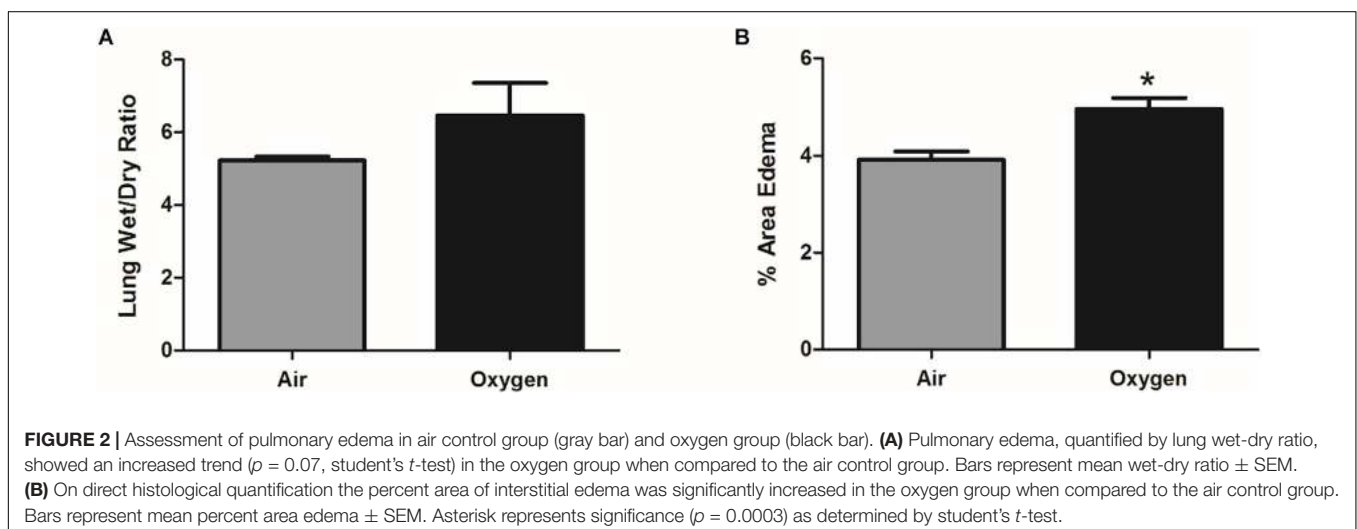 A
8
6
4
2
0
Lung Wet/Dry Ratio
Air
Oxygen
B
6
4
2
0
% Area Edema
*
Air
Oxygen
FIGURE 2 | Assessment of pulmonary edema in air control group (gray bar) and oxygen group (black bar). (A) Pulmonary edema, quantified by lung wet-dry ratio,
showed an increased trend (p = 0.07, student's t-test) in the oxygen group when compared to the air control group. Bars represent mean wet-dry ratio ± SEM.
(B) On direct histological quantification the percent area of interstitial edema was significantly increased in the oxygen group when compared to the air control group.
Bars represent mean percent area edema ± SEM. Asterisk represents significance (p = 0.0003) as determined by student's t-test.